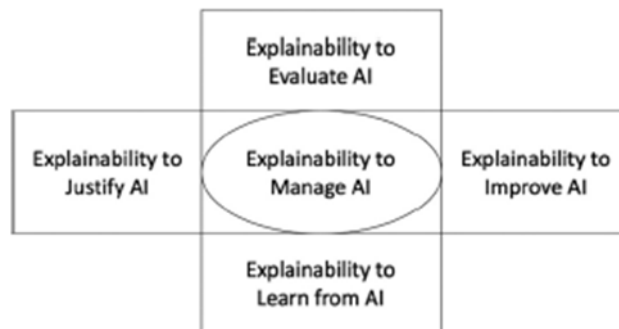 Explainability to
Evaluate AI
Explainability to
Justify AI
Explainability to
Manage AI
Explainability to
Improve AI
Explainability to
Learn from AI